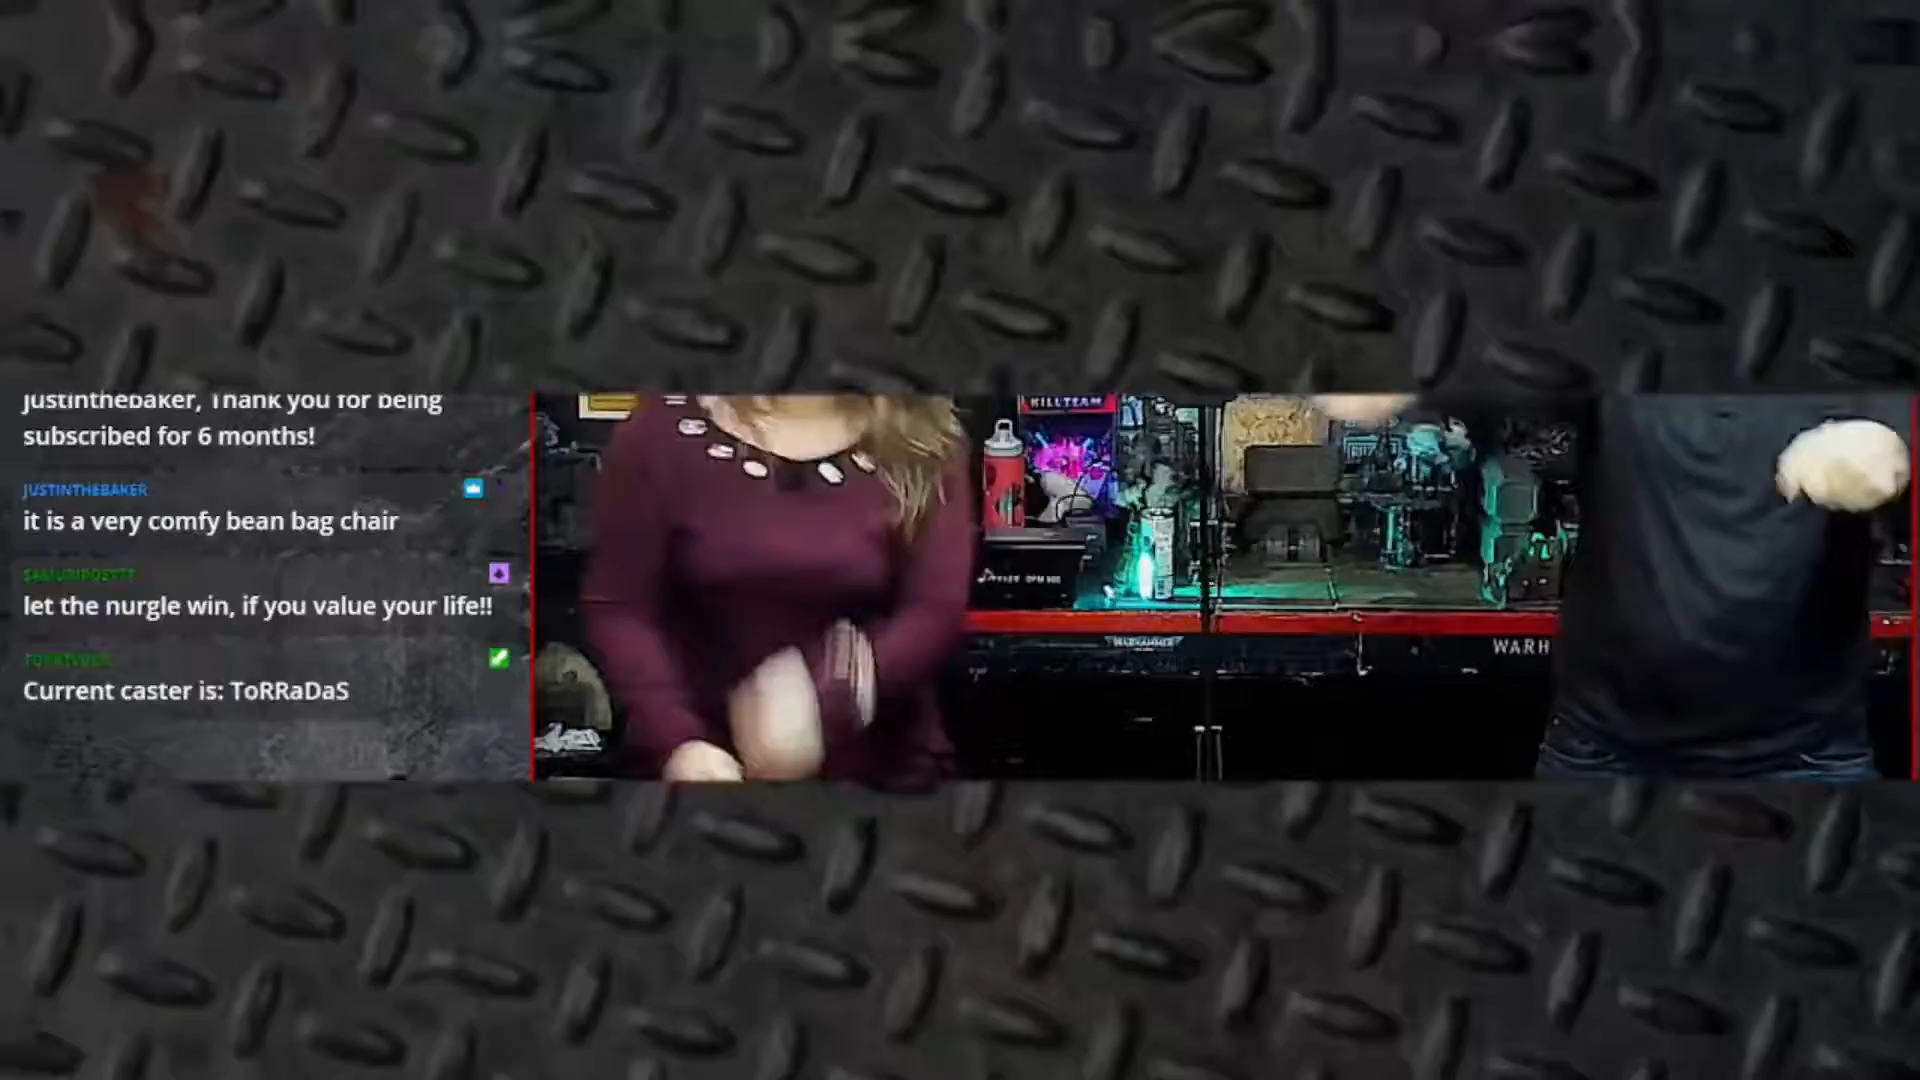 justinthebaker, Thank you for being
subscribed for 6 months!
JUSTINTHEBAKER
it is a very comfy bean bag chair
let the nurgle win, if you value your life!!
Current caster is: ToRRaDaS
KILLTEAM
WARHAMMER
WARH